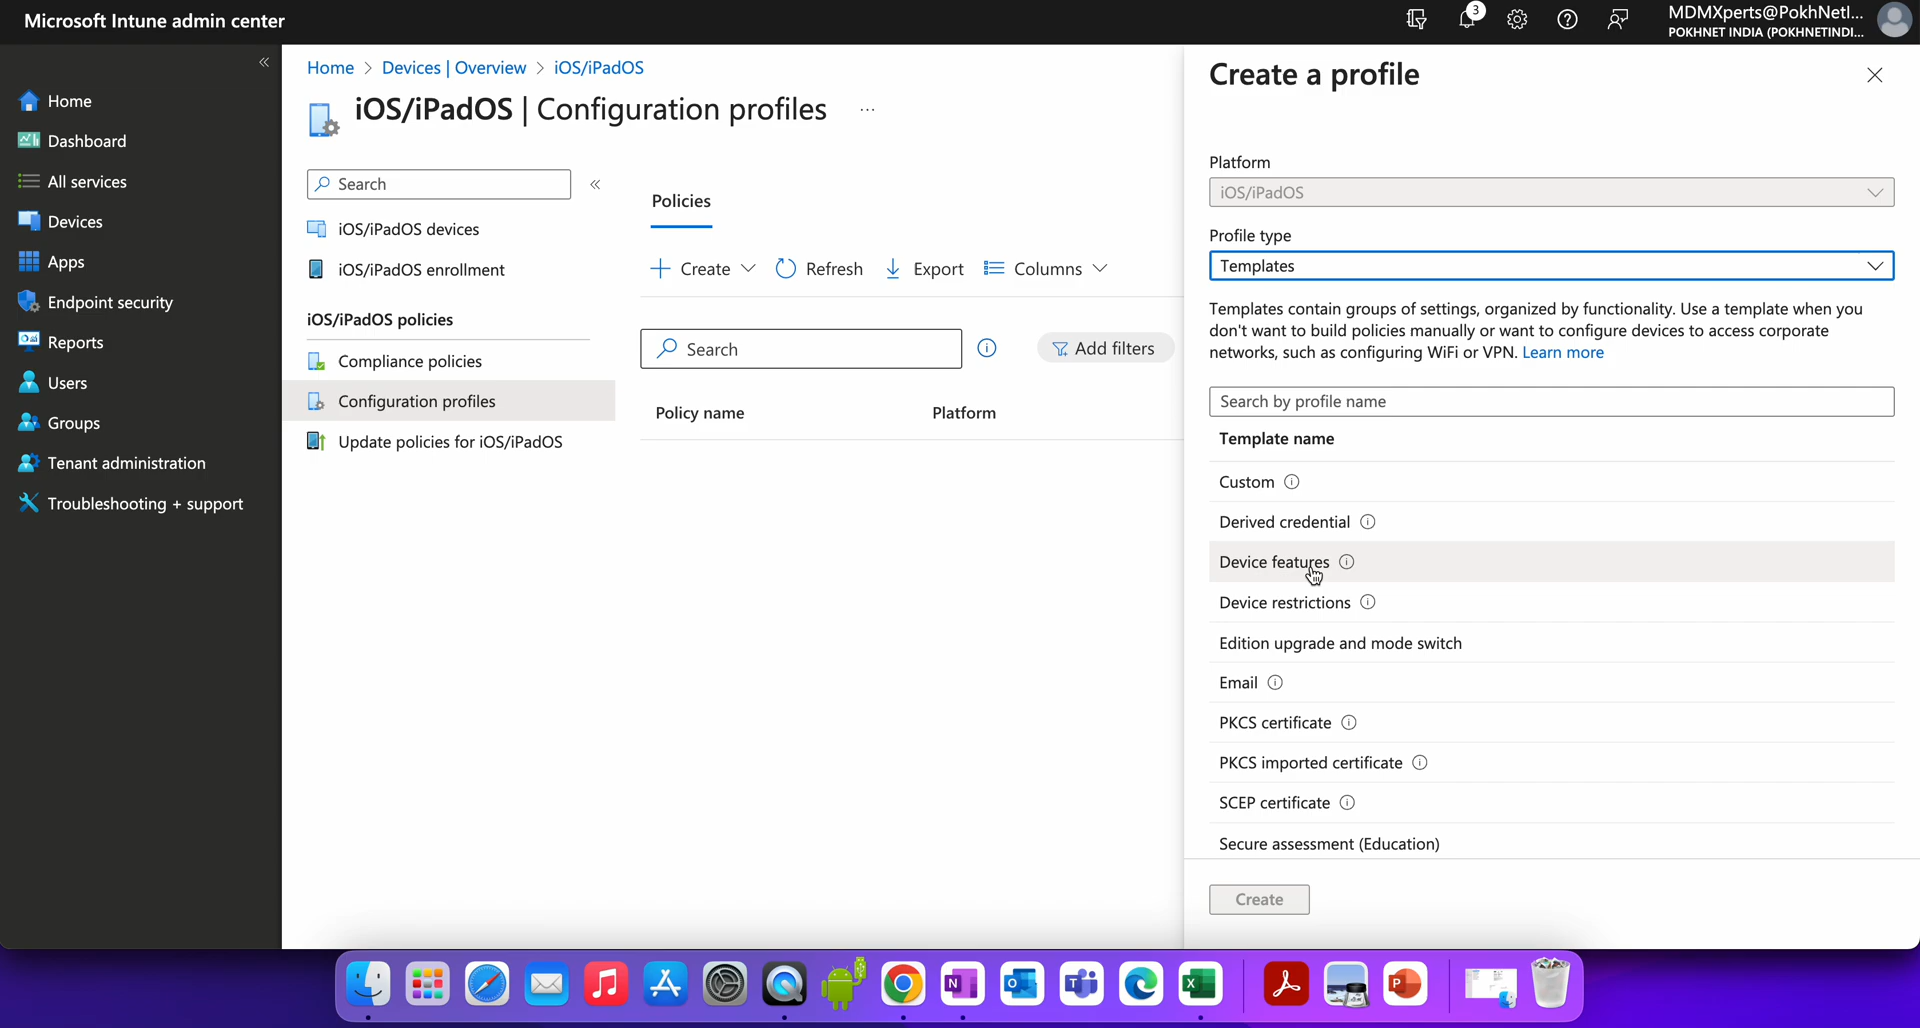 Microsoft Intune admin center
3
MDMXperts@PokhNetI...
POKHNET INDIA (POKHNETINDI...
Home
Dashboard
All services
Devices
Apps
Endpoint security
Reports
Users
Groups
Tenant administration
Troubleshooting + support
Home > Devices | Overview > iOS/iPadOS
iOS/iPadOS | Configuration profiles
...
Search
iOS/iPadOS devices
iOS/iPadOS enrollment
iOS/iPadOS policies
Compliance policies
Configuration profiles
Update policies for iOS/iPadOS
Policies
Create
Refresh
Export
Columns
Search
Add filters
Policy name
Platform
Create a profile
Platform
iOS/iPadOS
Profile type
Templates
Templates contain groups of settings, organized by functionality. Use a template when you
don't want to build policies manually or want to configure devices to access corporate
networks, such as configuring WiFi or VPN. Learn more
Search by profile name
Template name
Custom
Derived credential
Device features
Device restrictions
Edition upgrade and mode switch
Email
PKCS certificate
PKCS imported certificate
SCEP certificate
Secure assessment (Education)
Create